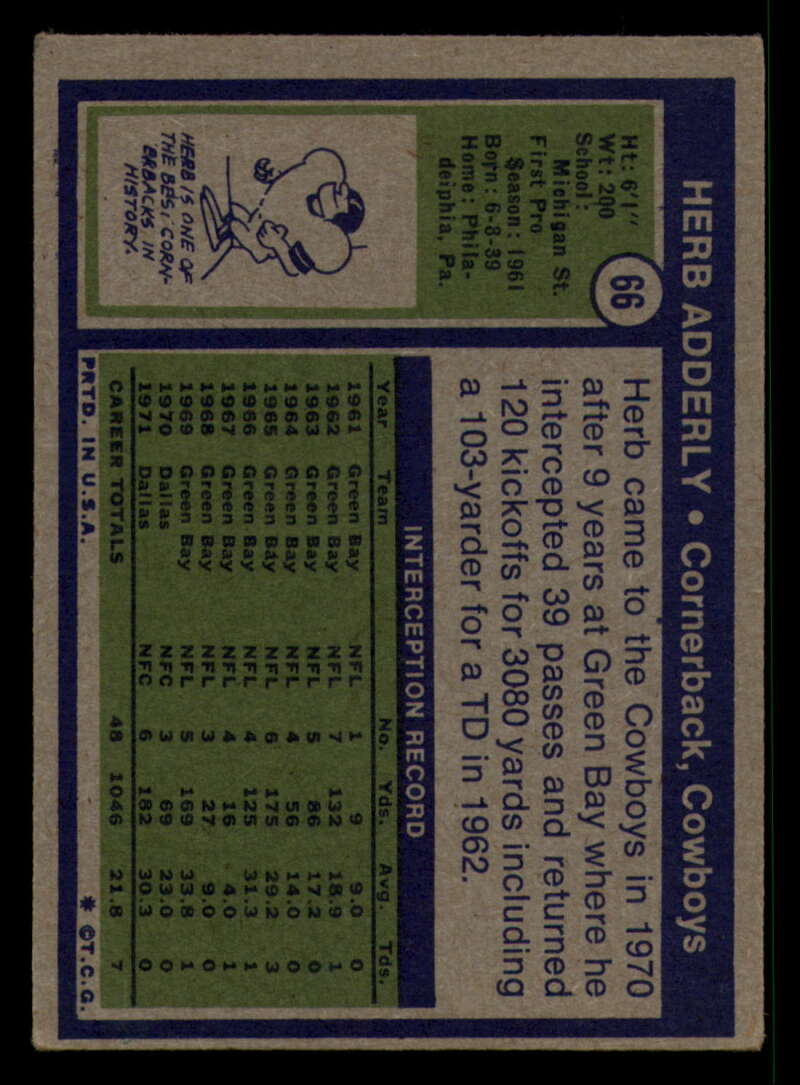 HERB ADDERLY • Cornerback, Cowboys
66
Ht: 6'1"
Wt: 200
School:
Michigan St.
First Pro
Season: 1961
Born: 6-8-39
Home: Phila-
delphia, Pa.
HERB IS ONE OF
THE BEST CORN-
ERBACKS IN
HISTORY.
Herb came to the Cowboys in 1970
after 9 years at Green Bay where he
intercepted 39 passes and returned
120 kickoffs for 3080 yards including
a 103-yarder for a TD in 1962.
INTERCEPTION RECORD
Year Team No. Yds. Avg. Tds.
1961 Green Bay NFL 1 9 9.0 0
1962 Green Bay NFL 7 132 18.9 1
1963 Green Bay NFL 5 86 17.2 0
1964 Green Bay NFL 4 56 14.0 0
1965 Green Bay NFL 6 175 29.2 3
1966 Green Bay NFL 4 125 31.3 1
1967 Green Bay NFL 4 16 4.0 1
1968 Green Bay NFL 3 27 9.0 0
1969 Green Bay NFL 5 169 33.8 1
1970 Dallas NFC 3 69 23.0 0
1971 Dallas NFC 6 182 30.3 0
CAREER TOTALS 48 1046 21.8 7
PRTD. IN U.S.A.
* ©T.C.G.